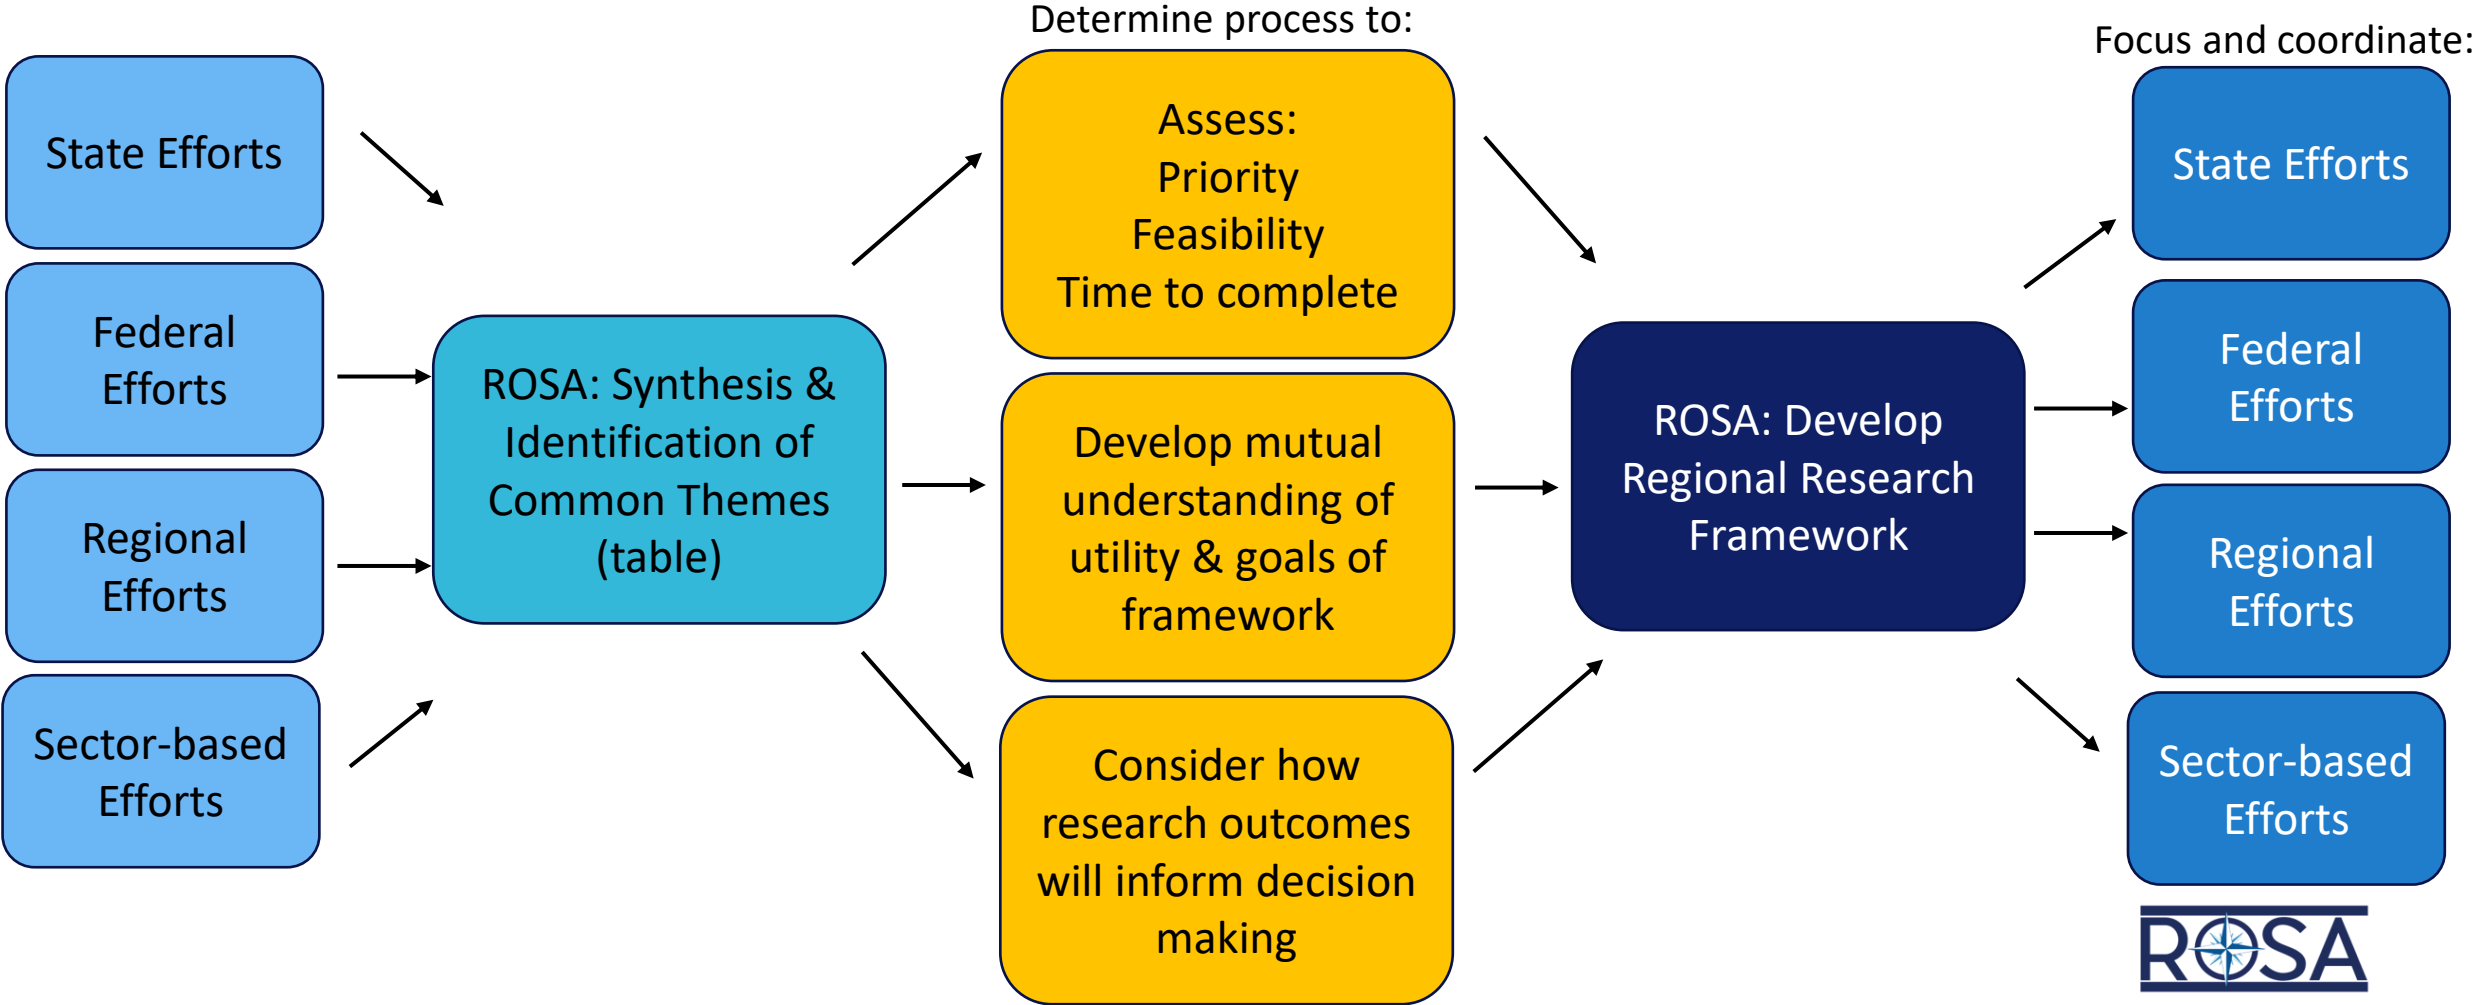 State Efforts
Federal
Efforts
Regional
Efforts
Sector-based
Efforts
ROSA: Synthesis &
Identification of
Common Themes
(table)
Determine process to:
Assess:
Priority
Feasibility
Time to complete
Develop mutual
understanding of
utility & goals of
framework
Consider how
research outcomes
will inform decision
making
ROSA: Develop
Regional Research
Framework
Focus and coordinate:
State Efforts
Federal
Efforts
Regional
Efforts
Sector-based
Efforts
ROSA